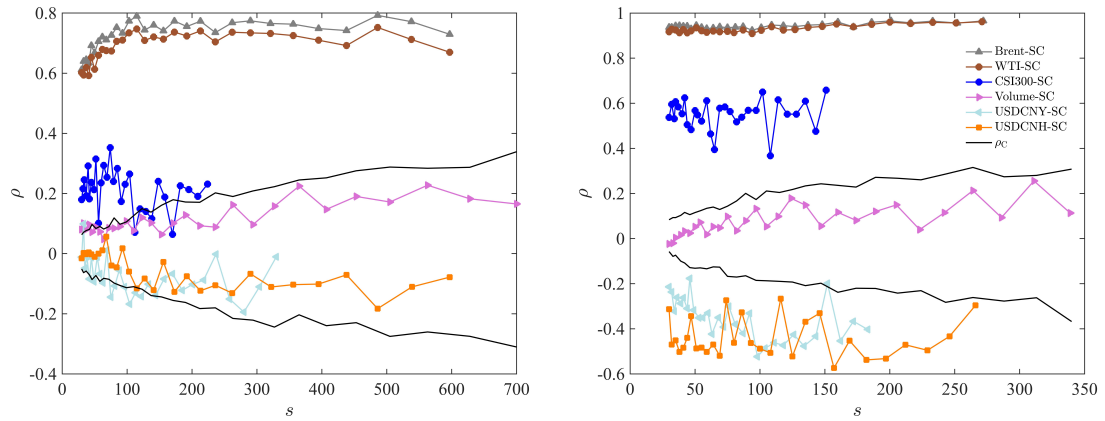 0.8
0.6
0.4
0.2
0
-0.2
-0.4
ρ
0 100 200 300 400 500 600 700
s
1
0.8
0.6
0.4
0.2
0
-0.2
-0.4
-0.6
ρ
0 50 100 150 200 250 300 350
s
Brent-SC
WTI-SC
CSI300-SC
Volume-SC
USDCNY-SC
USDCNH-SC
ρC